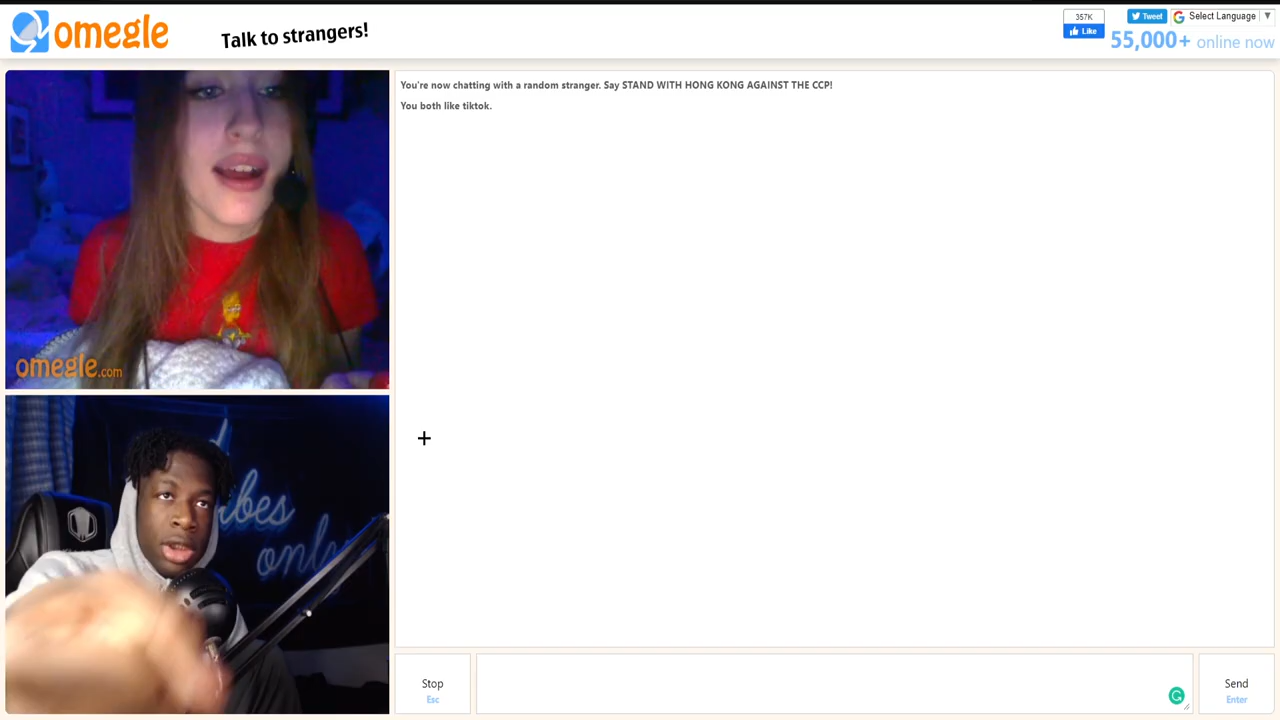 omegle
Talk to strangers!
357K
Like
Tweet
Select Language ▼
55,000+ online now
You're now chatting with a random stranger. Say STAND WITH HONG KONG AGAINST THE CCP!
You both like tiktok.
omegle.com
vibes
only
Stop
Esc
Send
Enter